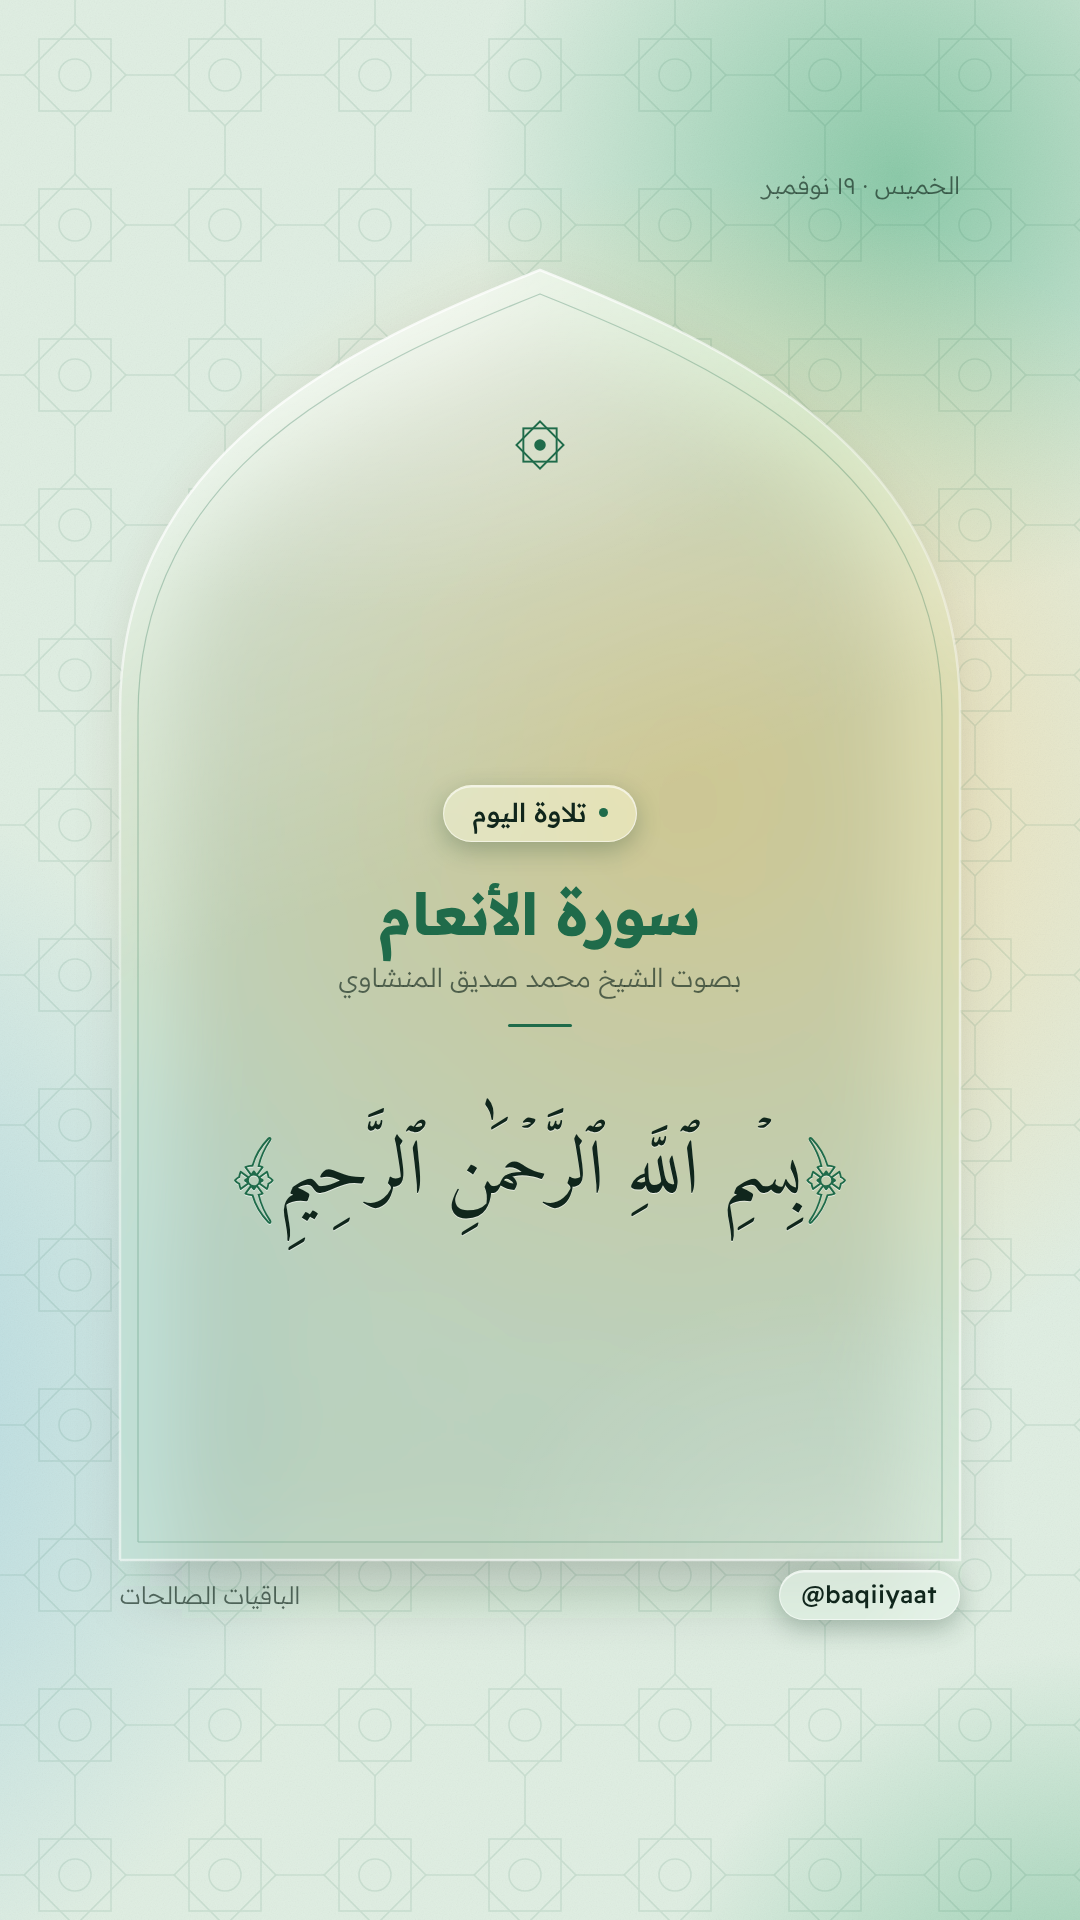 الخميس · ١٩ نوفمبر
تلاوة اليوم
سورة الأنعام
بصوت الشيخ محمد صديق المنشاوي
﴿بِسۡمِ ٱللَّهِ ٱلرَّحۡمَٰنِ ٱلرَّحِيمِ﴾
@baqiiyaat
الباقيات الصالحات